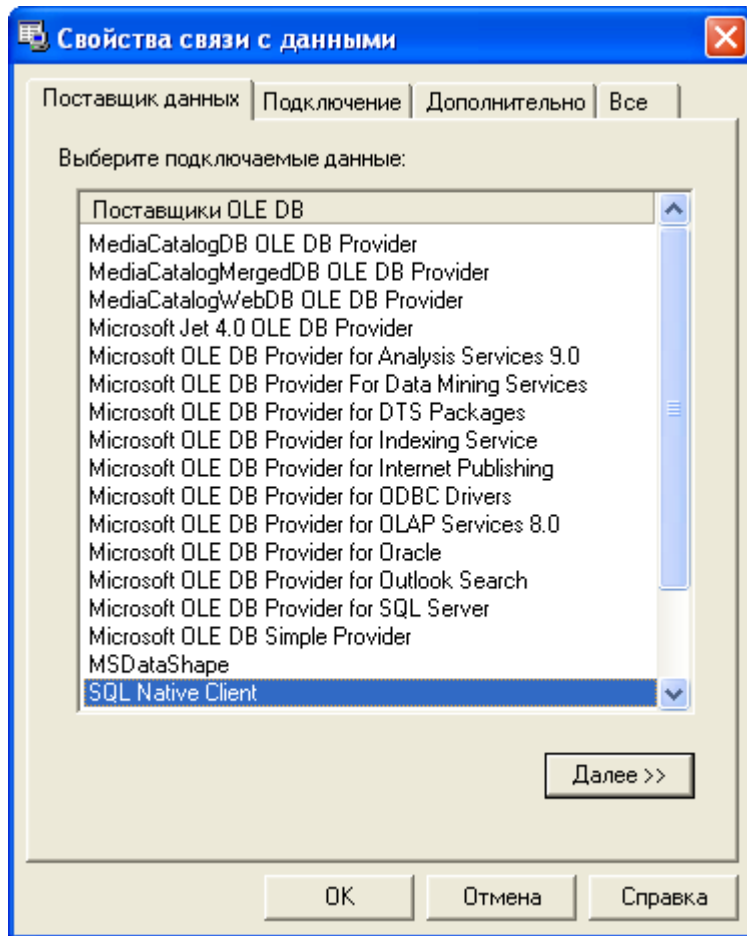 Свойства связи с данными
Поставщик данных Подключение Дополнительно Все
Выберите подключаемые данные:
Поставщики OLE DB
MediaCatalogDB OLE DB Provider
MediaCatalogMergedDB OLE DB Provider
MediaCatalogWebDB OLE DB Provider
Microsoft Jet 4.0 OLE DB Provider
Microsoft OLE DB Provider for Analysis Services 9.0
Microsoft OLE DB Provider For Data Mining Services
Microsoft OLE DB Provider for DTS Packages
Microsoft OLE DB Provider for Indexing Service
Microsoft OLE DB Provider for Internet Publishing
Microsoft OLE DB Provider for ODBC Drivers
Microsoft OLE DB Provider for OLAP Services 8.0
Microsoft OLE DB Provider for Oracle
Microsoft OLE DB Provider for Outlook Search
Microsoft OLE DB Provider for SQL Server
Microsoft OLE DB Simple Provider
MSDataShape
SQL Native Client
Далее >>
OK Отмена Справка